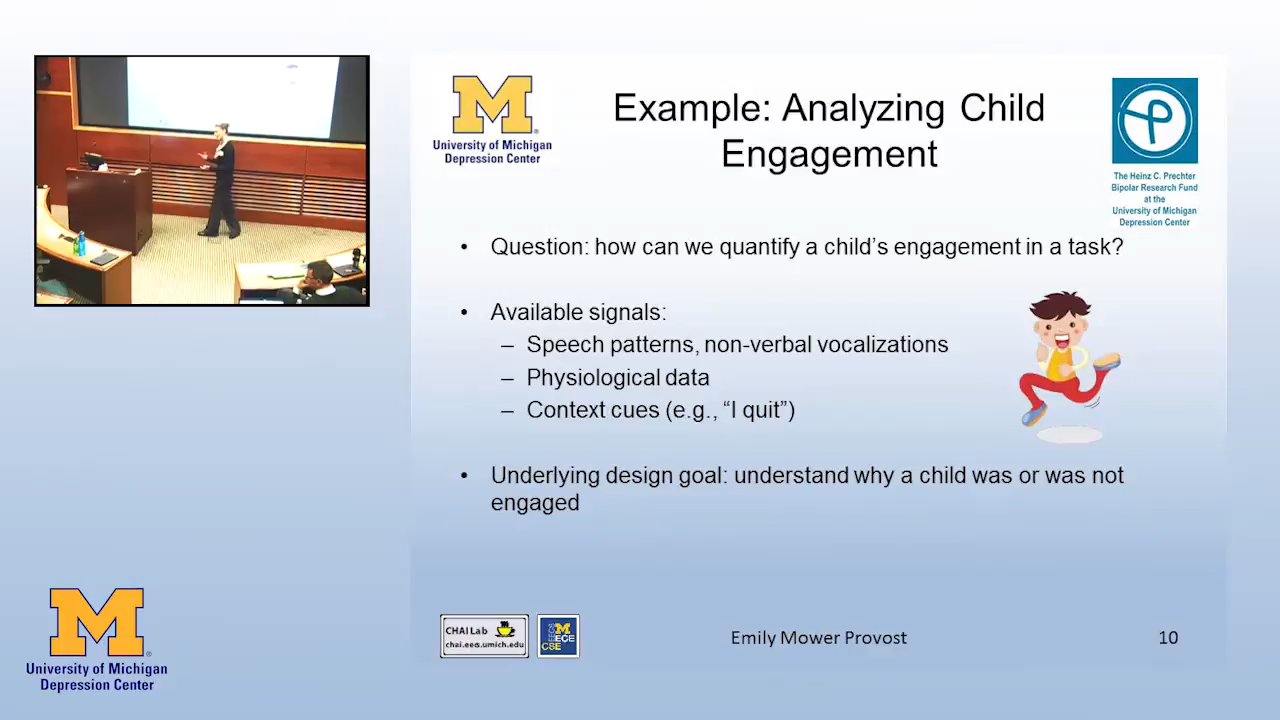 University of Michigan
Depression Center
Example: Analyzing Child
Engagement
The Heinz C. Prechter
Bipolar Research Fund
at the
University of Michigan
Depression Center
• Question: how can we quantify a child's engagement in a task?
• Available signals:
– Speech patterns, non-verbal vocalizations
– Physiological data
– Context cues (e.g., “I quit”)
• Underlying design goal: understand why a child was or was not
engaged
CHAI Lab
chai.eecs.umich.edu
EECS
ECE
CSE
Emily Mower Provost
10
M
University of Michigan
Depression Center